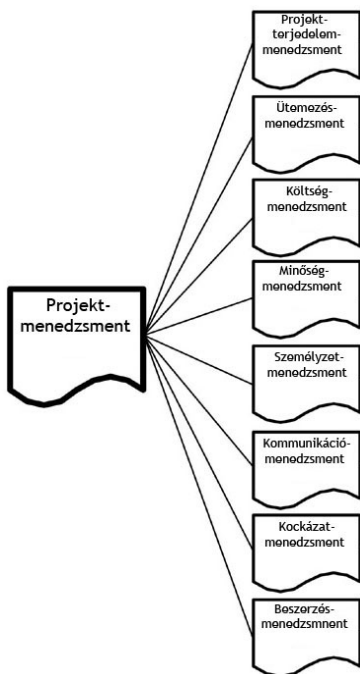 Projekt-
terjedelem-
menedzsment
Ütemezés-
menedzsment
Költség-
menedzsment
Minőség-
menedzsment
Projekt-
menedzsment
Személyzet-
menedzsment
Kommunikáció-
menedzsment
Kockázat-
menedzsment
Beszerzés-
menedzsmnent